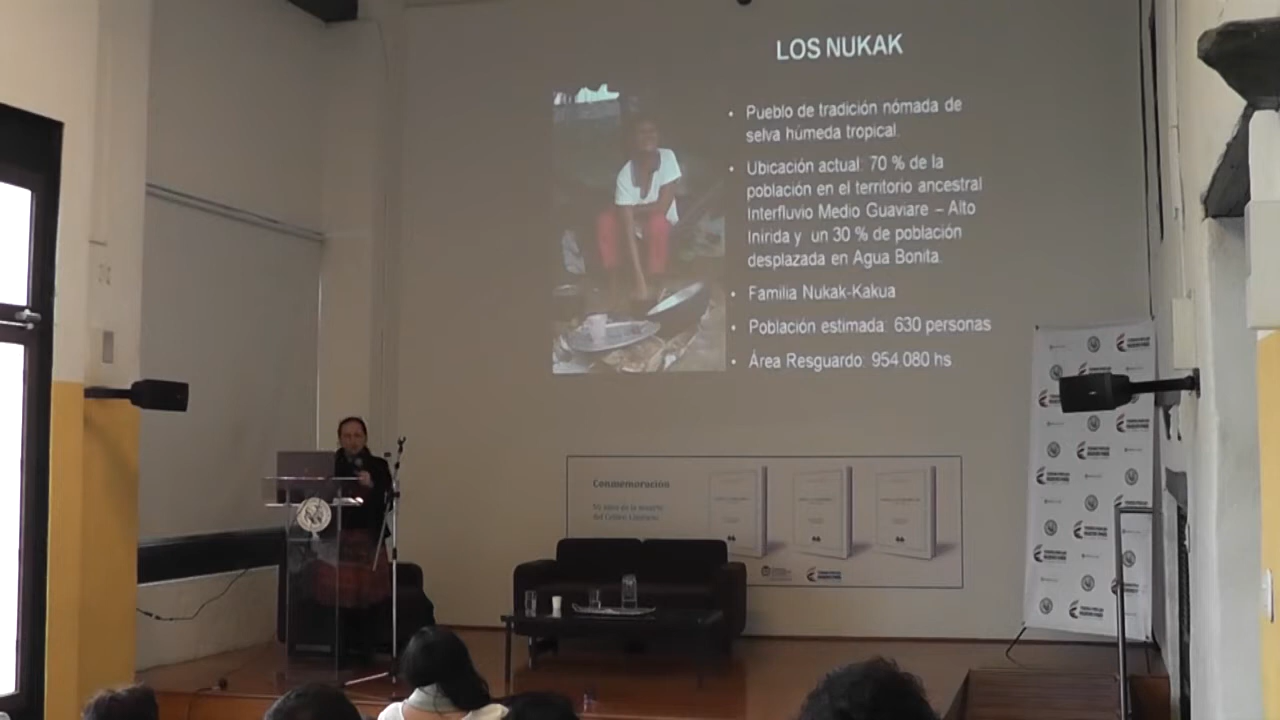 LOS NUKAK
• Pueblo de tradición nómada de
selva húmeda tropical.
• Ubicación actual: 70 % de la
población en el territorio ancestral
Interfluvio Medio Guaviare – Alto
Inírida y un 30 % de población
desplazada en Agua Bonita.
• Familia Nukak-Kakua
• Población estimada: 630 personas
• Área Resguardo: 954.080 hs
Conmemoración